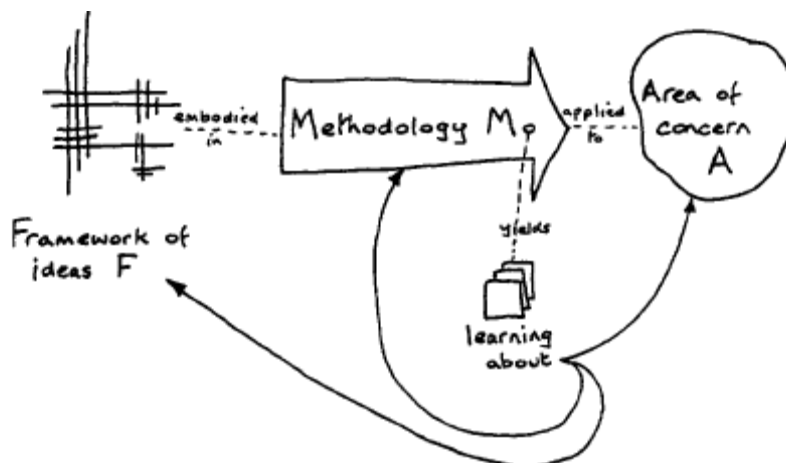 Framework of
ideas F
embodied
in
Methodology M
applied
to
Area of
concern
A
yields
learning
about